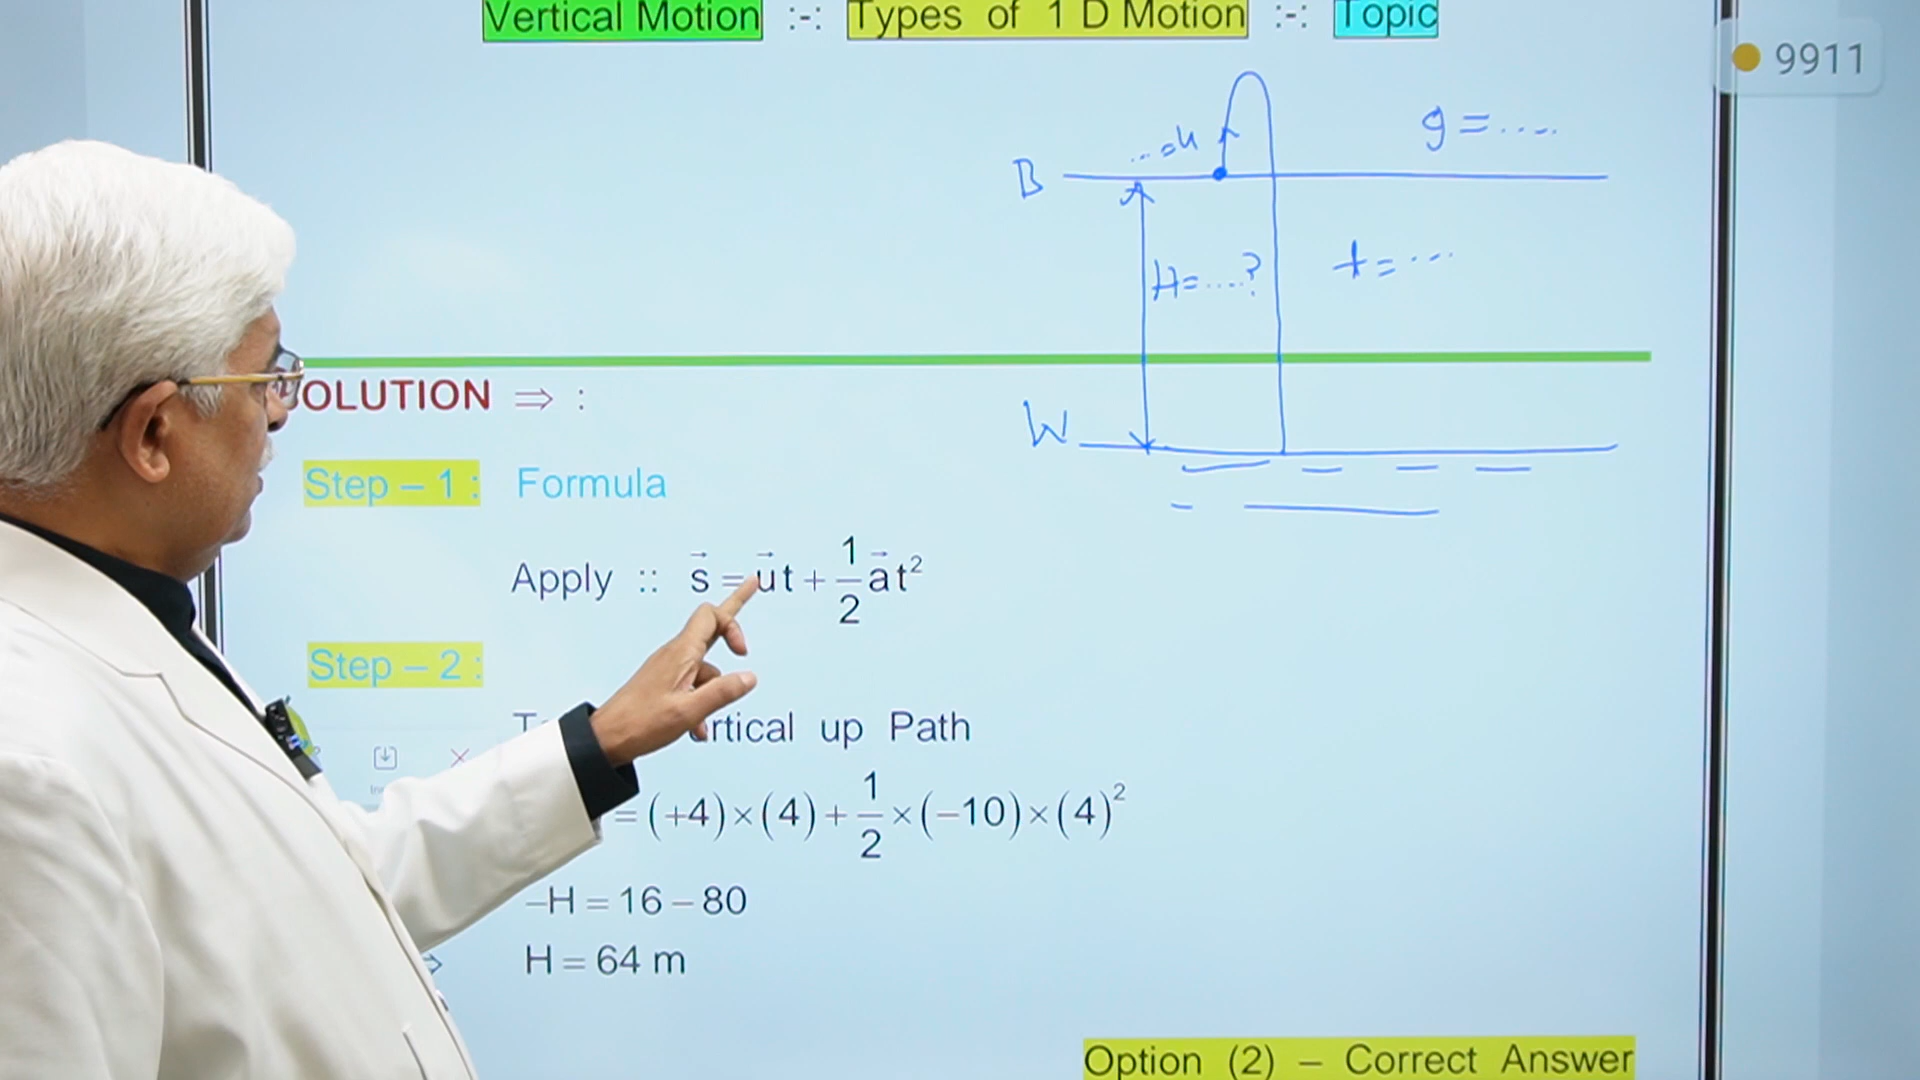 Vertical Motion :-: Types of 1 D Motion :-: Topic
9911
g = ....
... = u
B
H = ....?
t = ...
OLUTION ⇒ :
W
Step – 1 : Formula
Apply :: s⃗ = u⃗t + 1/2 a⃗t²
Step – 2 :
rtical up Path
= (+4) × (4) + 1/2 × (−10) × (4)²
–H = 16 – 80
H = 64 m
Option (2) – Correct Answer